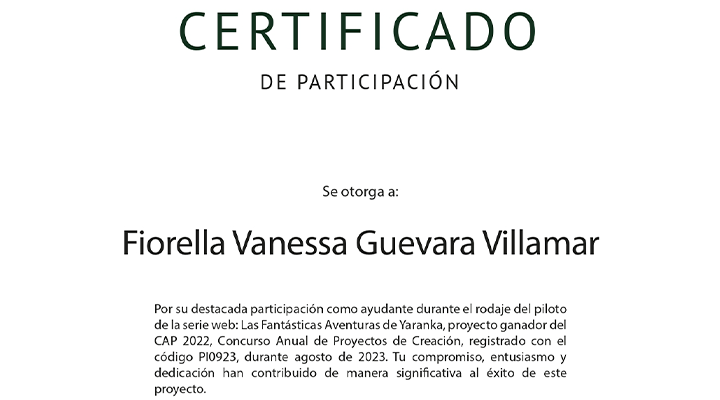 CERTIFICADO
DE PARTICIPACIÓN
Se otorga a:
Fiorella Vanessa Guevara Villamar
Por su destacada participación como ayudante durante el rodaje del piloto
de la serie web: Las Fantásticas Aventuras de Yaranka, proyecto ganador del
CAP 2022, Concurso Anual de Proyectos de Creación, registrado con el
código PI0923, durante agosto de 2023. Tu compromiso, entusiasmo y
dedicación han contribuido de manera significativa al éxito de este
proyecto.